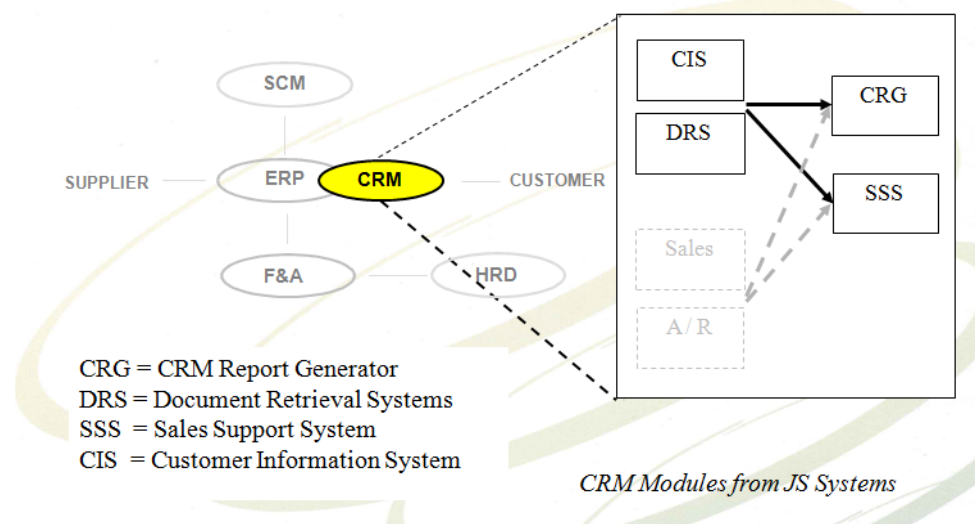 SCM
SUPPLIER
ERP
CRM
CUSTOMER
F&A
HRD
CIS
DRS
Sales
A / R
CRG
SSS
CRG = CRM Report Generator
DRS = Document Retrieval Systems
SSS = Sales Support System
CIS = Customer Information System
CRM Modules from JS Systems